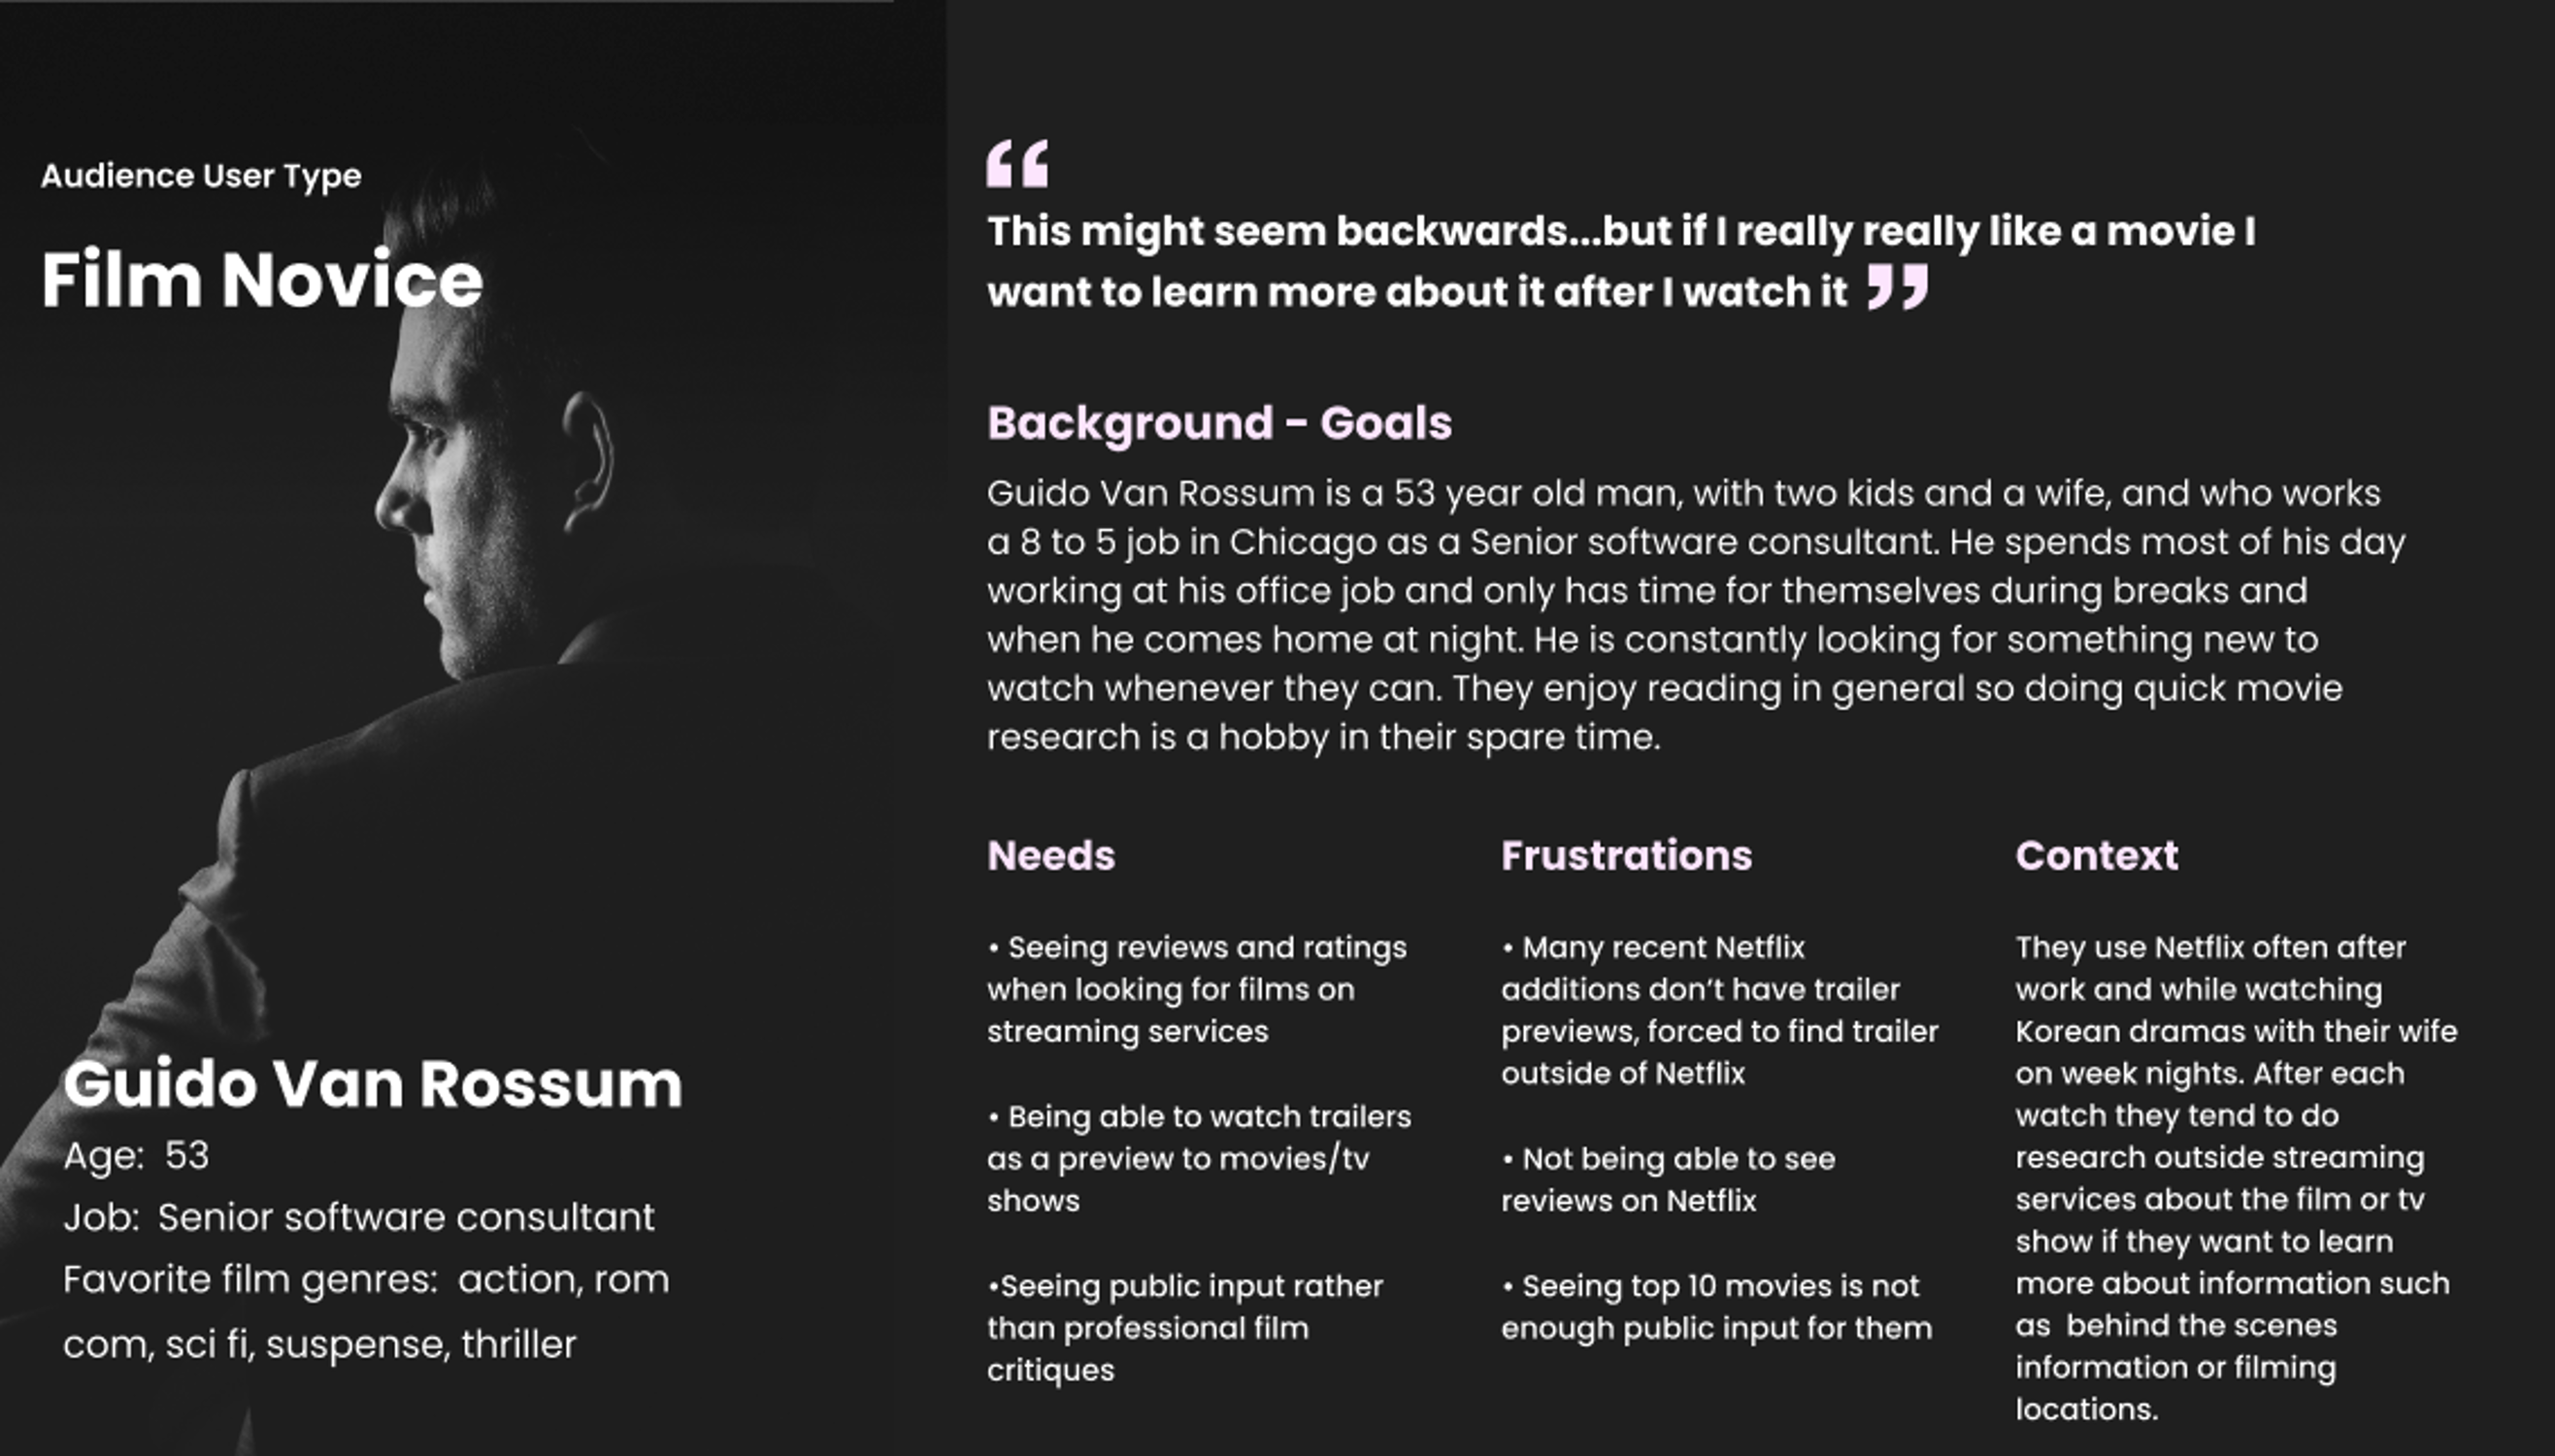 Audience User Type
Film Novice
Guido Van Rossum
Age:  53
Job:  Senior software consultant
Favorite film genres:  action, rom
com, sci fi, suspense, thriller
“
This might seem backwards...but if I really really like a movie I
want to learn more about it after I watch it ”
Background - Goals
Guido Van Rossum is a 53 year old man, with two kids and a wife, and who works
a 8 to 5 job in Chicago as a Senior software consultant. He spends most of his day
working at his office job and only has time for themselves during breaks and
when he comes home at night. He is constantly looking for something new to
watch whenever they can. They enjoy reading in general so doing quick movie
research is a hobby in their spare time.
Needs
• Seeing reviews and ratings
when looking for films on
streaming services
• Being able to watch trailers
as a preview to movies/tv
shows
•Seeing public input rather
than professional film
critiques
Frustrations
• Many recent Netflix
additions don’t have trailer
previews, forced to find trailer
outside of Netflix
• Not being able to see
reviews on Netflix
• Seeing top 10 movies is not
enough public input for them
Context
They use Netflix often after
work and while watching
Korean dramas with their wife
on week nights. After each
watch they tend to do
research outside streaming
services about the film or tv
show if they want to learn
more about information such
as  behind the scenes
information or filming
locations.